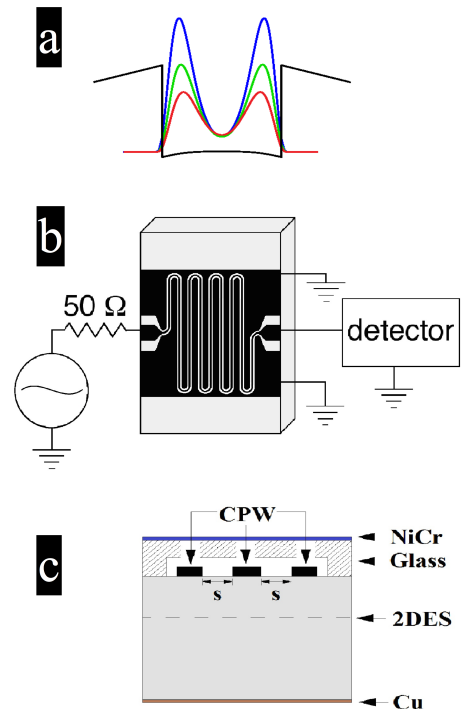 a
b
50 Ω
detector
c
CPW
NiCr
Glass
s s
2DES
Cu